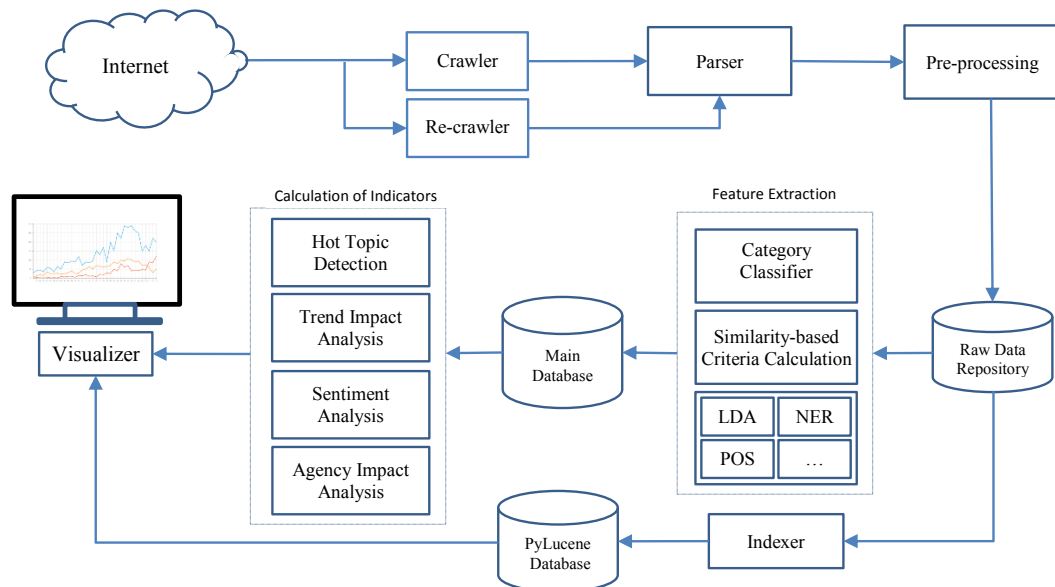 Internet
Crawler
Re-crawler
Parser
Pre-processing
Calculation of Indicators
Feature Extraction
Hot Topic
Detection
Trend Impact
Analysis
Sentiment
Analysis
Agency Impact
Analysis
Visualizer
Main
Database
Category
Classifier
Similarity-based
Criteria Calculation
LDA
NER
POS
…
Raw Data
Repository
PyLucene
Database
Indexer